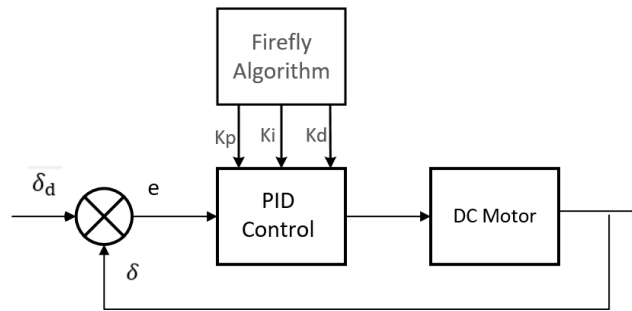 Firefly
Algorithm
Kp Ki Kd
δd
e
PID
Control
DC Motor
δ